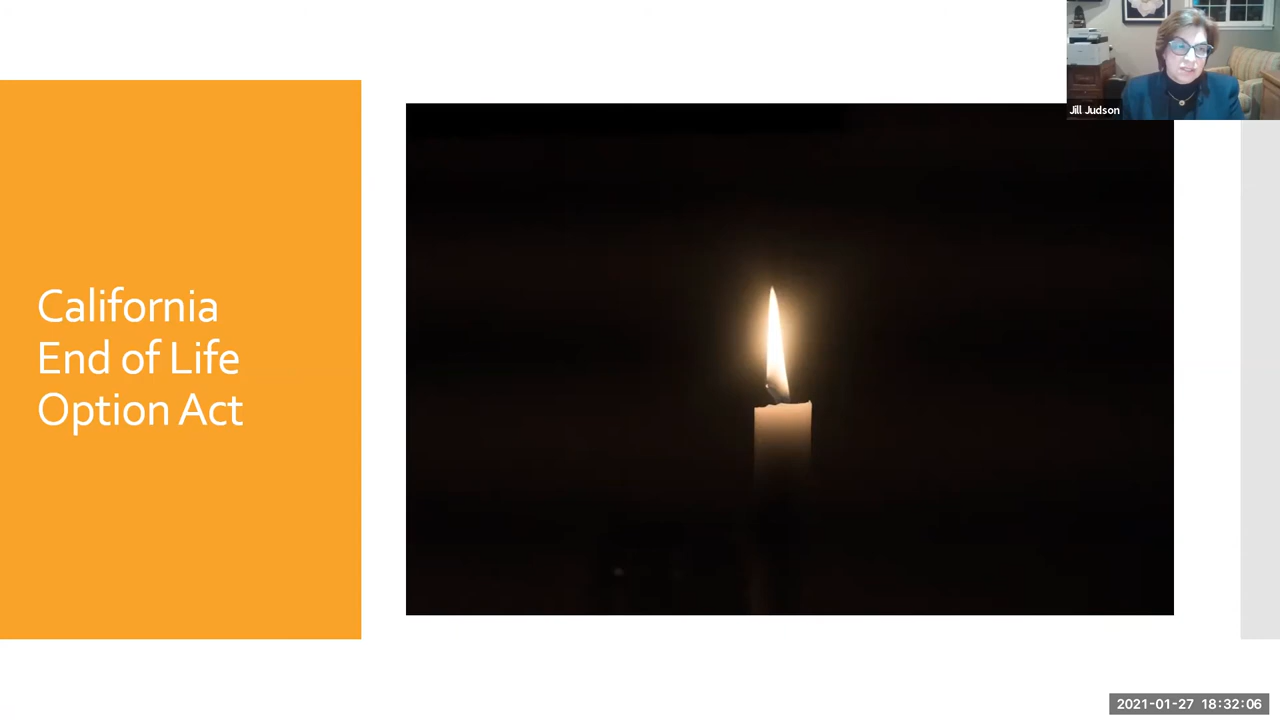 California
End of Life
Option Act
Jill Judson
2021-01-27 18:32:06